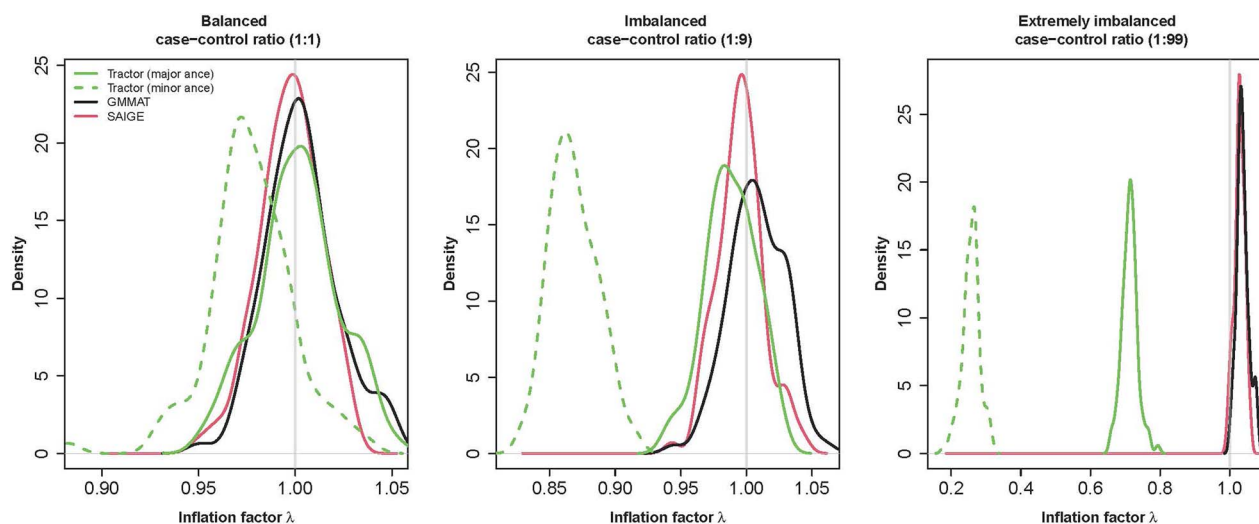 Balanced
case−control ratio (1:1)
Density
0
5
10
15
20
25
Tractor (major ance)
Tractor (minor ance)
GMMAT
SAIGE
0.90
0.95
1.00
1.05
Inflation factor λ
Imbalanced
case−control ratio (1:9)
Density
0
5
10
15
20
25
0.85
0.90
0.95
1.00
1.05
Inflation factor λ
Extremely imbalanced
case−control ratio (1:99)
Density
0
5
10
15
20
25
0.2
0.4
0.6
0.8
1.0
Inflation factor λ